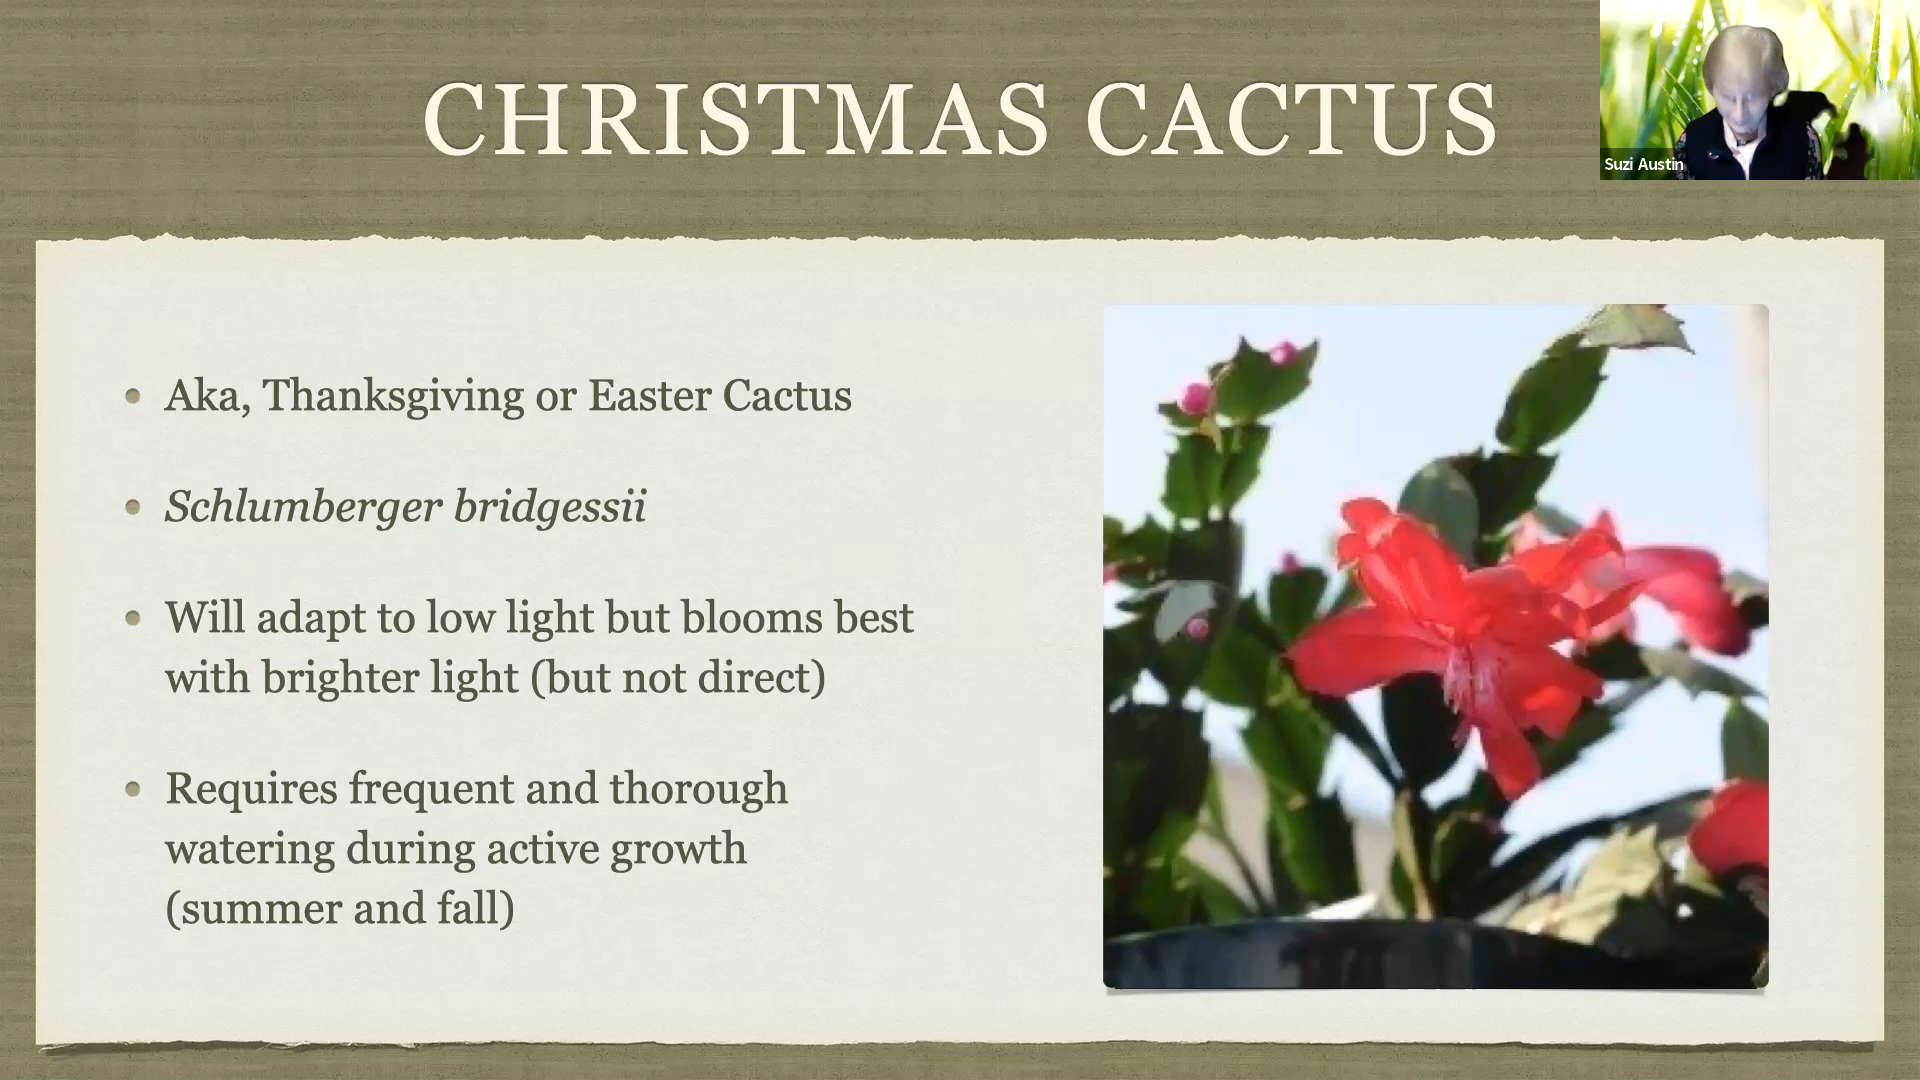 CHRISTMAS CACTUS
Suzi Austin
• Aka, Thanksgiving or Easter Cactus
• Schlumberger bridgessii
• Will adapt to low light but blooms best
with brighter light (but not direct)
• Requires frequent and thorough
watering during active growth
(summer and fall)